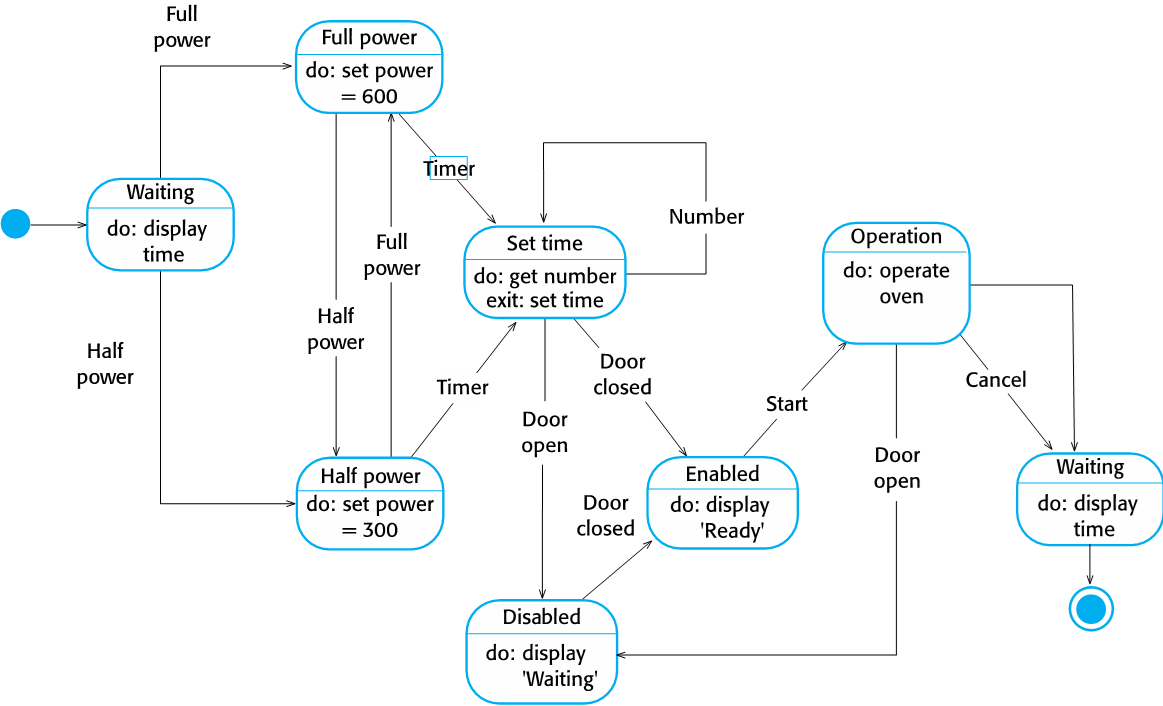 Full
power
Full power
do: set power
= 600
Timer
Waiting
do: display
time
Number
Full
power
Set time
do: get number
exit: set time
Operation
do: operate
oven
Half
power
Half
power
Timer
Door
closed
Door
open
Start
Cancel
Door
open
Half power
do: set power
= 300
Enabled
do: display
'Ready'
Waiting
do: display
time
Door
closed
Disabled
do: display
'Waiting'